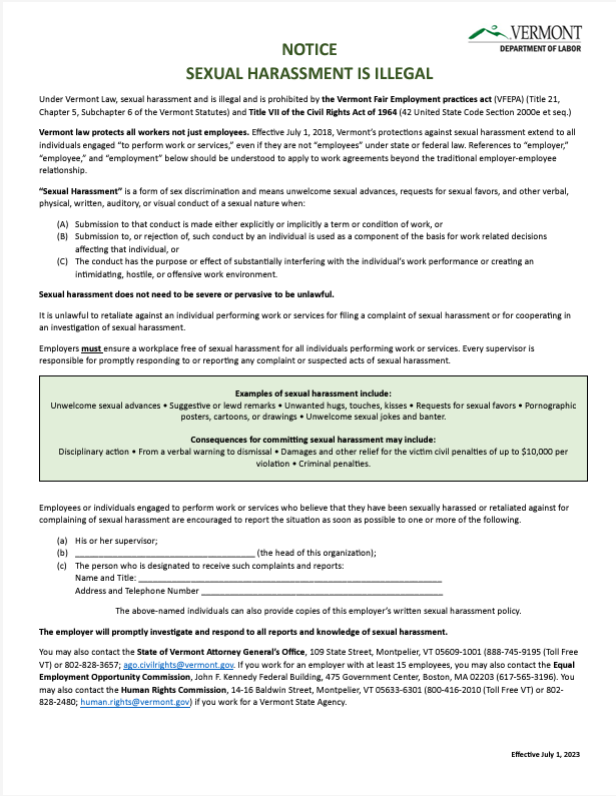 VERMONT
DEPARTMENT OF LABOR
NOTICE
SEXUAL HARASSMENT IS ILLEGAL
Under Vermont Law, sexual harassment and is illegal and is prohibited by the Vermont Fair Employment practices act (VFEPA) (Title 21,
Chapter 5, Subchapter 6 of the Vermont Statutes) and Title VII of the Civil Rights Act of 1964 (42 United State Code Section 2000e et seq.)
Vermont law protects all workers not just employees. Effective July 1, 2018, Vermont's protections against sexual harassment extend to all
individuals engaged "to perform work or services," even if they are not "employees" under state or federal law. References to "employer,"
"employee," and "employment" below should be understood to apply to work agreements beyond the traditional employer-employee
relationship.
"Sexual Harassment" is a form of sex discrimination and means unwelcome sexual advances, requests for sexual favors, and other verbal,
physical, written, auditory, or visual conduct of a sexual nature when:
(A) Submission to that conduct is made either explicitly or implicitly a term or condition of work, or
(B) Submission to, or rejection of, such conduct by an individual is used as a component of the basis for work related decisions
affecting that individual, or
(C) The conduct has the purpose or effect of substantially interfering with the individual's work performance or creating an
intimidating, hostile, or offensive work environment.
Sexual harassment does not need to be severe or pervasive to be unlawful.
It is unlawful to retaliate against an individual performing work or services for filing a complaint of sexual harassment or for cooperating in
an investigation of sexual harassment.
Employers must ensure a workplace free of sexual harassment for all individuals performing work or services. Every supervisor is
responsible for promptly responding to or reporting any complaint or suspected acts of sexual harassment.
Examples of sexual harassment include:
Unwelcome sexual advances • Suggestive or lewd remarks • Unwanted hugs, touches, kisses • Requests for sexual favors • Pornographic
posters, cartoons, or drawings • Unwelcome sexual jokes and banter.
Consequences for committing sexual harassment may include:
Disciplinary action • From a verbal warning to dismissal • Damages and other relief for the victim civil penalties of up to $10,000 per
violation • Criminal penalties.
Employees or individuals engaged to perform work or services who believe that they have been sexually harassed or retaliated against for
complaining of sexual harassment are encouraged to report the situation as soon as possible to one or more of the following.
(a) His or her supervisor;
(b) ______________________________ (the head of this organization);
(c) The person who is designated to receive such complaints and reports:
Name and Title: ______________________________
Address and Telephone Number ______________________________
The above-named individuals can also provide copies of this employer's written sexual harassment policy.
The employer will promptly investigate and respond to all reports and knowledge of sexual harassment.
You may also contact the State of Vermont Attorney General's Office, 109 State Street, Montpelier, VT 05609-1001 (888-745-9195 (Toll Free
VT) or 802-828-3657; ago.civilrights@vermont.gov. If you work for an employer with at least 15 employees, you may also contact the Equal
Employment Opportunity Commission, John F. Kennedy Federal Building, 475 Government Center, Boston, MA 02203 (617-565-3196). You
may also contact the Human Rights Commission, 14-16 Baldwin Street, Montpelier, VT 05633-6301 (800-416-2010 (Toll Free VT) or 802-
828-2480; human.rights@vermont.gov) if you work for a Vermont State Agency.
Effective July 1, 2023